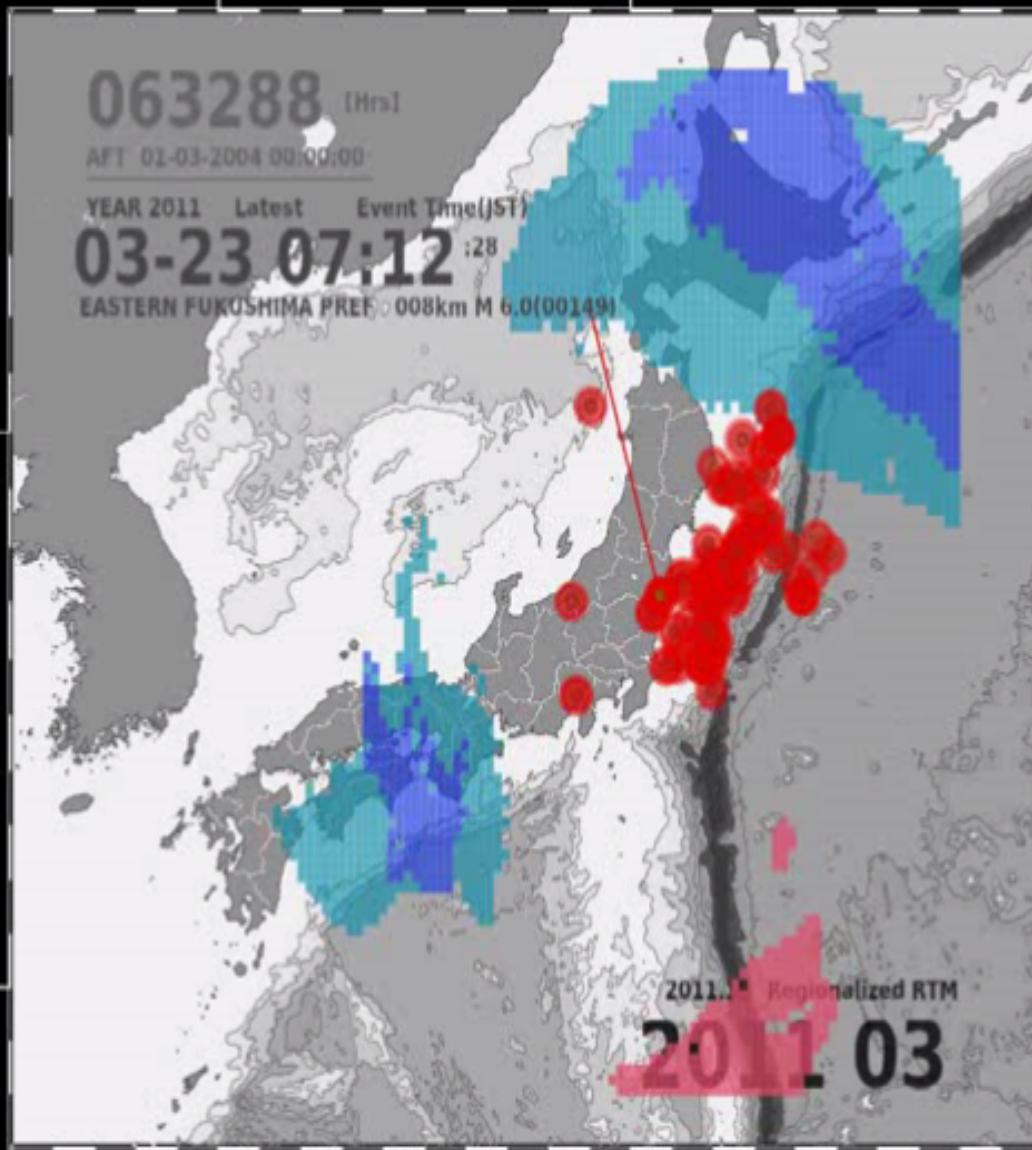 063288 [Hrs]
AFT 01-03-2004 00:00:00
YEAR 2011 Latest Event Time(JST)
03-23 07:12 :28
EASTERN FUKUSHIMA PREF 008km M 6.0(00149)
2011. Regionalized RTM
2011 03